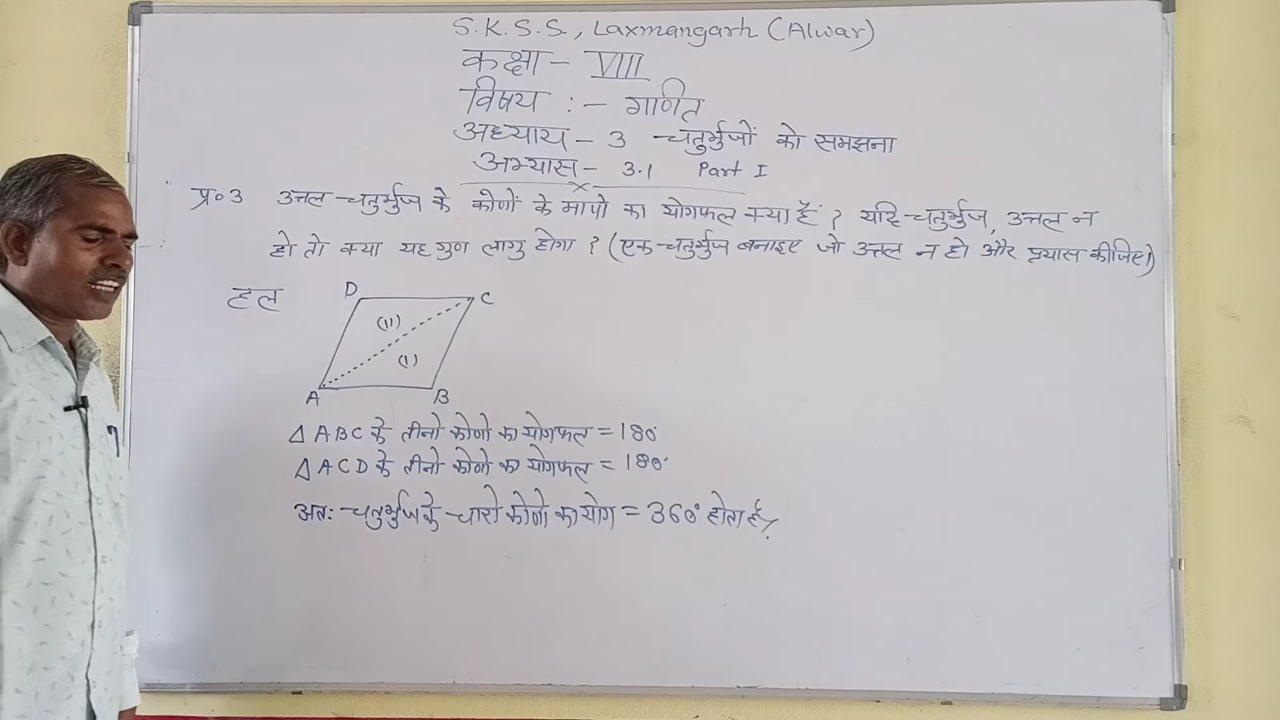 S.K.S.S., Laxmangarh (Alwar)
कक्षा - VIII
विषय :- गणित
अध्याय - 3 चतुर्भुजों को समझना
अभ्यास - 3.1 Part I
प्र॰3 उत्तल चतुर्भुज के कोणों के मापो का योगफल क्या हैं ? यदि चतुर्भुज, उत्तल न
हो तो क्या यह गुण लागु होगा ? (एक चतुर्भुज बनाइए जो उत्तल न हो और प्रयास कीजिए।)
हल
D C
(II)
(I)
A B
△ ABC के तीनो कोणो का योगफल = 180°
△ ACD के तीनो कोणो का योगफल = 180°
अतः चतुर्भुज के चारो कोणो का योग = 360° होता है,